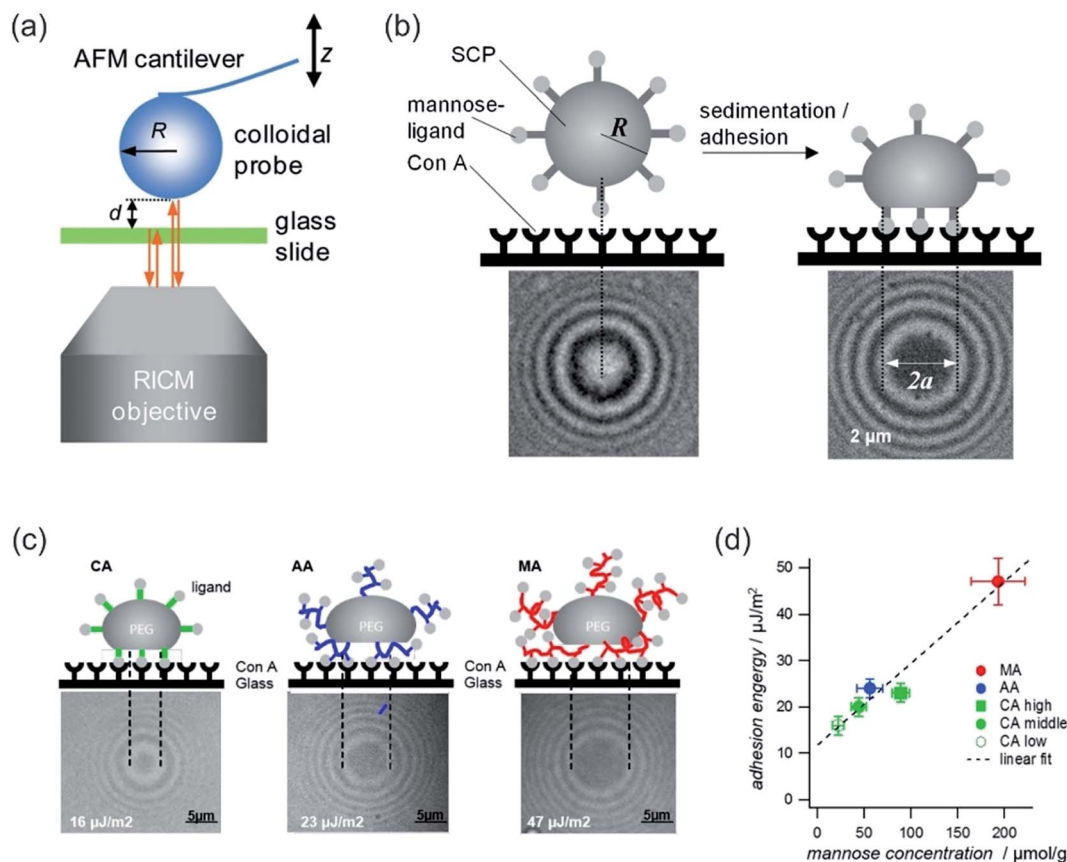 (a)
AFM cantilever
z
R
colloidal
probe
d
glass
slide
RICM
objective
(b)
SCP
mannose-
ligand
R
Con A
sedimentation /
adhesion
2a
2 µm
(c)
CA
ligand
PEG
AA
PEG
MA
PEG
Con A
Glass
Con A
Glass
16 µJ/m2
5µm
23 µJ/m2
5µm
47 µJ/m2
5µm
(d)
adhesion engergy / µJ/m²
50
40
30
20
10
0
MA
AA
CA high
CA middle
CA low
linear fit
0 50 100 150 200
mannose concentration / µmol/g